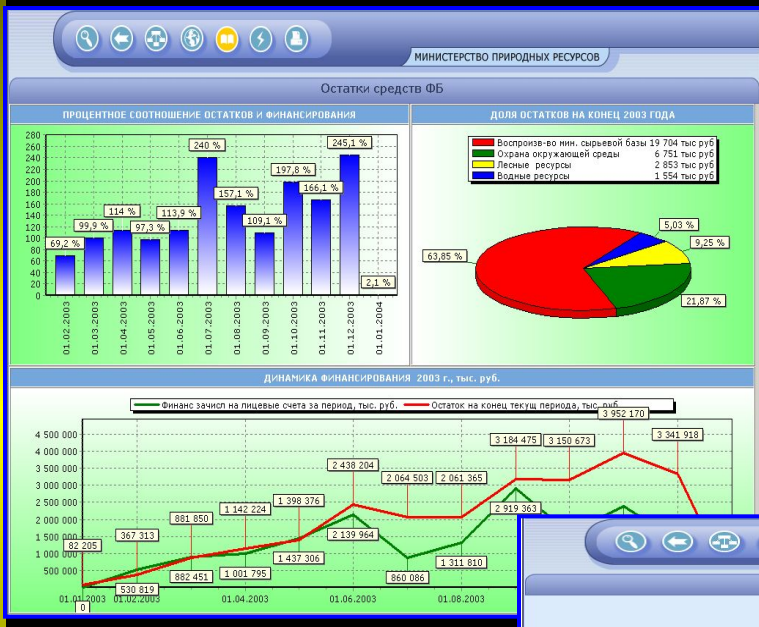 МИНИСТЕРСТВО ПРИРОДНЫХ РЕСУРСОВ
Остатки средств ФБ
ПРОЦЕНТНОЕ СООТНОШЕНИЕ ОСТАТКОВ И ФИНАНСИРОВАНИЯ
280
260
240
220
200
180
160
140
120
100
80
60
40
20
0
69,2 %
99,9 %
114 %
97,3 %
113,9 %
240 %
157,1 %
109,1 %
197,8 %
166,1 %
245,1 %
2,1 %
01.02.2003
01.03.2003
01.04.2003
01.05.2003
01.06.2003
01.07.2003
01.08.2003
01.09.2003
01.10.2003
01.11.2003
01.12.2003
01.01.2004
ДОЛЯ ОСТАТКОВ НА КОНЕЦ 2003 ГОДА
Воспроизв-во мин. сырьевой базы 19 704 тыс руб
Охрана окружающей среды 6 751 тыс руб
Лесные ресурсы 2 853 тыс руб
Водные ресурсы 1 554 тыс руб
5,03 %
9,25 %
63,85 %
21,87 %
ДИНАМИКА ФИНАНСИРОВАНИЯ 2003 г., тыс. руб.
Финанс зачисл на лицевые счета за период, тыс. руб. Остаток на конец текущ периода, тыс. руб
4 500 000
4 000 000
3 500 000
3 000 000
2 500 000
2 000 000
1 500 000
1 000 000
500 000
82 205
367 313
881 850
1 142 224
1 398 376
2 438 204
2 064 503
2 061 365
3 184 475
3 150 673
3 952 170
3 341 918
0
530 819
882 451
1 001 795
1 437 306
2 139 964
860 086
1 311 810
2 919 363
01.01.2003
01.02.2003
01.04.2003
01.06.2003
01.08.2003